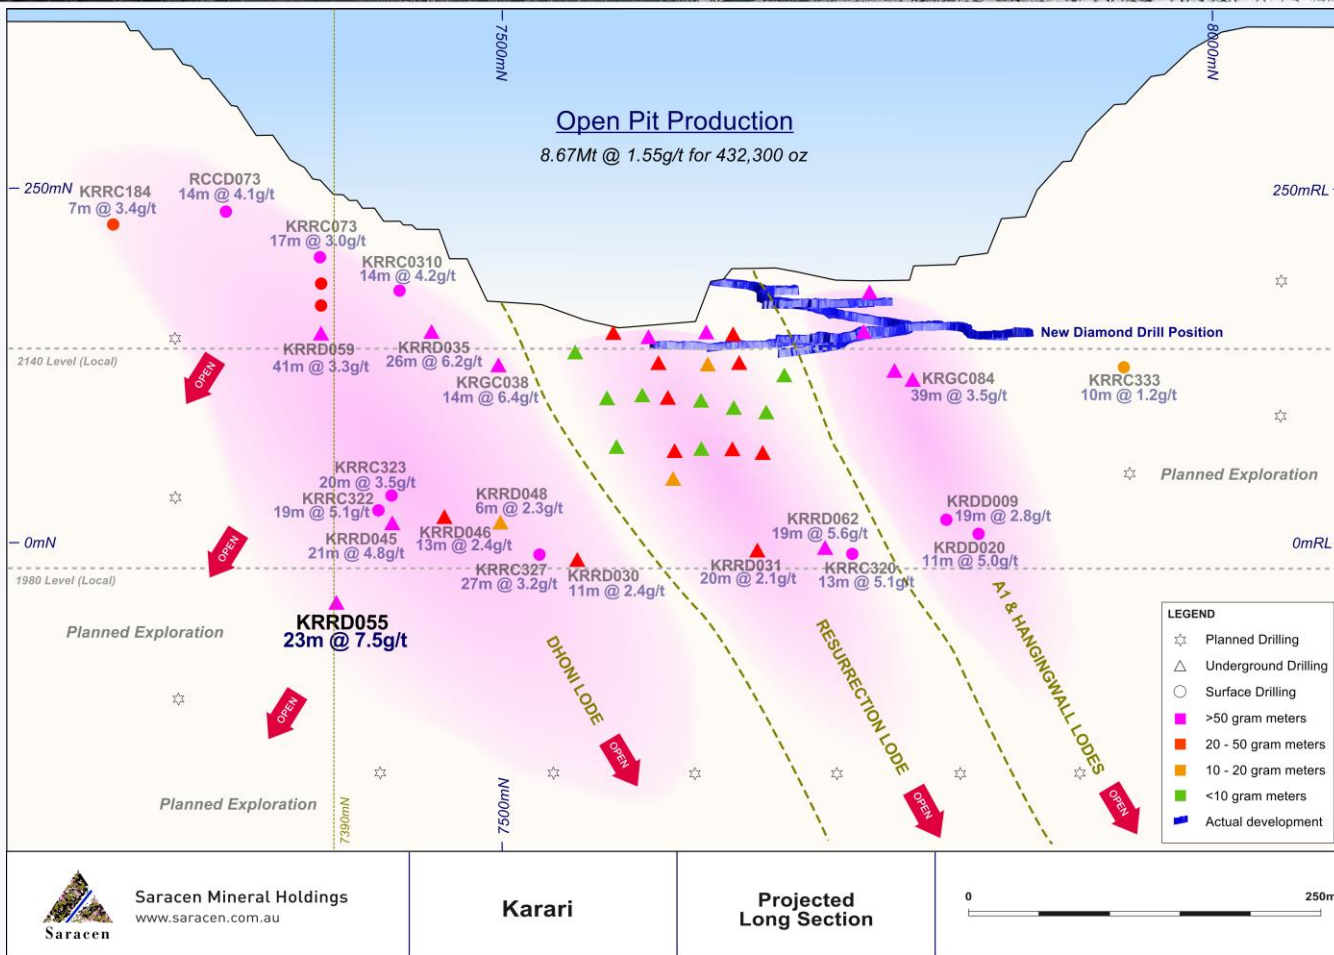 7500mN
8000mN
Open Pit Production
8.67Mt @ 1.55g/t for 432,300 oz
250mN
250mRL
KRRC184
7m @ 3.4g/t
RCCD073
14m @ 4.1g/t
KRRC073
17m @ 3.0g/t
KRRC0310
14m @ 4.2g/t
New Diamond Drill Position
2140 Level (Local)
OPEN
KRRD059
41m @ 3.3g/t
KRRD035
26m @ 6.2g/t
KRGC038
14m @ 6.4g/t
KRGC084
39m @ 3.5g/t
KRRC333
10m @ 1.2g/t
Planned Exploration
KRRC323
20m @ 3.5g/t
KRRC322
19m @ 5.1g/t
KRRD045
21m @ 4.8g/t
KRRD046
13m @ 2.4g/t
KRRD048
6m @ 2.3g/t
KRRC327
27m @ 3.2g/t
KRRD030
11m @ 2.4g/t
KRRD031
20m @ 2.1g/t
KRRD062
19m @ 5.6g/t
KRRC320
13m @ 5.1g/t
KRDD009
19m @ 2.8g/t
KRDD020
11m @ 5.0g/t
0mN
0mRL
OPEN
1980 Level (Local)
KRRD055
23m @ 7.5g/t
Planned Exploration
DHONI LODE
RESURRECTION LODE
A1 & HANGINGWALL LODES
OPEN
OPEN
OPEN
OPEN
Planned Exploration
7390mN
7500mN
LEGEND
Planned Drilling
Underground Drilling
Surface Drilling
>50 gram meters
20 - 50 gram meters
10 - 20 gram meters
<10 gram meters
Actual development
Saracen
Saracen Mineral Holdings
www.saracen.com.au
Karari
Projected
Long Section
0
250m